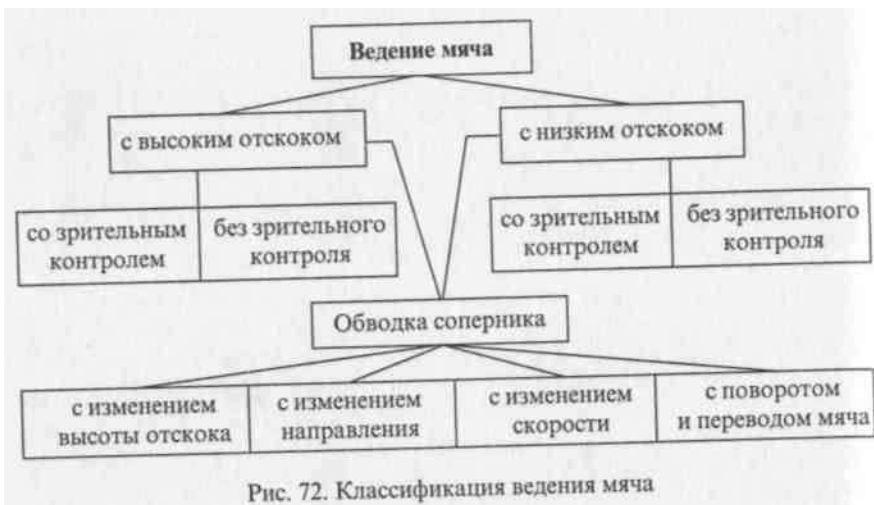 Ведение мяча
с высоким отскоком
с низким отскоком
со зрительным
контролем
без зрительного
контроля
со зрительным
контролем
без зрительного
контроля
Обводка соперника
с изменением
высоты отскока
с изменением
направления
с изменением
скорости
с поворотом
и переводом мяча
Рис. 72. Классификация ведения мяча